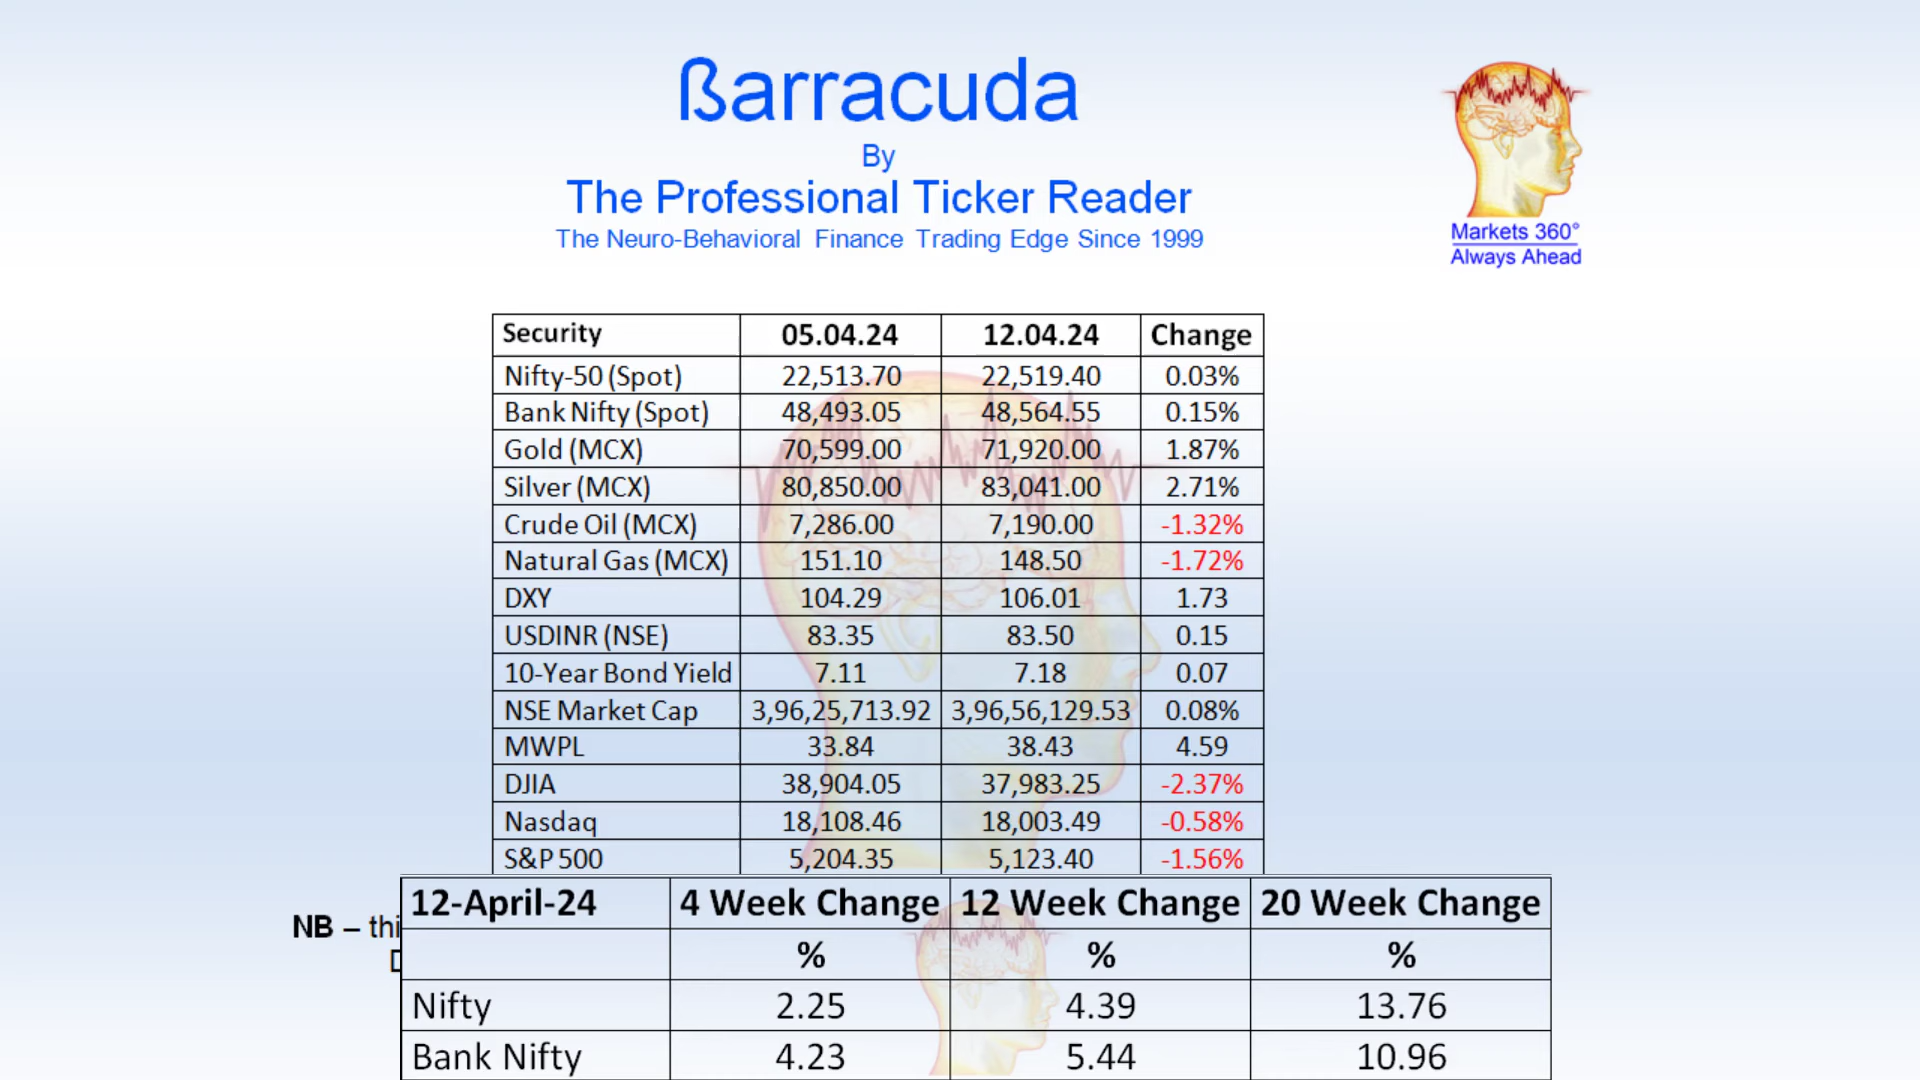 ßarracuda
By
The Professional Ticker Reader
The Neuro-Behavioral Finance Trading Edge Since 1999
Markets 360°
Always Ahead
Security 05.04.24 12.04.24 Change
Nifty-50 (Spot) 22,513.70 22,519.40 0.03%
Bank Nifty (Spot) 48,493.05 48,564.55 0.15%
Gold (MCX) 70,599.00 71,920.00 1.87%
Silver (MCX) 80,850.00 83,041.00 2.71%
Crude Oil (MCX) 7,286.00 7,190.00 -1.32%
Natural Gas (MCX) 151.10 148.50 -1.72%
DXY 104.29 106.01 1.73
USDINR (NSE) 83.35 83.50 0.15
10-Year Bond Yield 7.11 7.18 0.07
NSE Market Cap 3,96,25,713.92 3,96,56,129.53 0.08%
MWPL 33.84 38.43 4.59
DJIA 38,904.05 37,983.25 -2.37%
Nasdaq 18,108.46 18,003.49 -0.58%
S&P 500 5,204.35 5,123.40 -1.56%
NB – thi
12-April-24 4 Week Change 12 Week Change 20 Week Change
% % %
Nifty 2.25 4.39 13.76
Bank Nifty 4.23 5.44 10.96